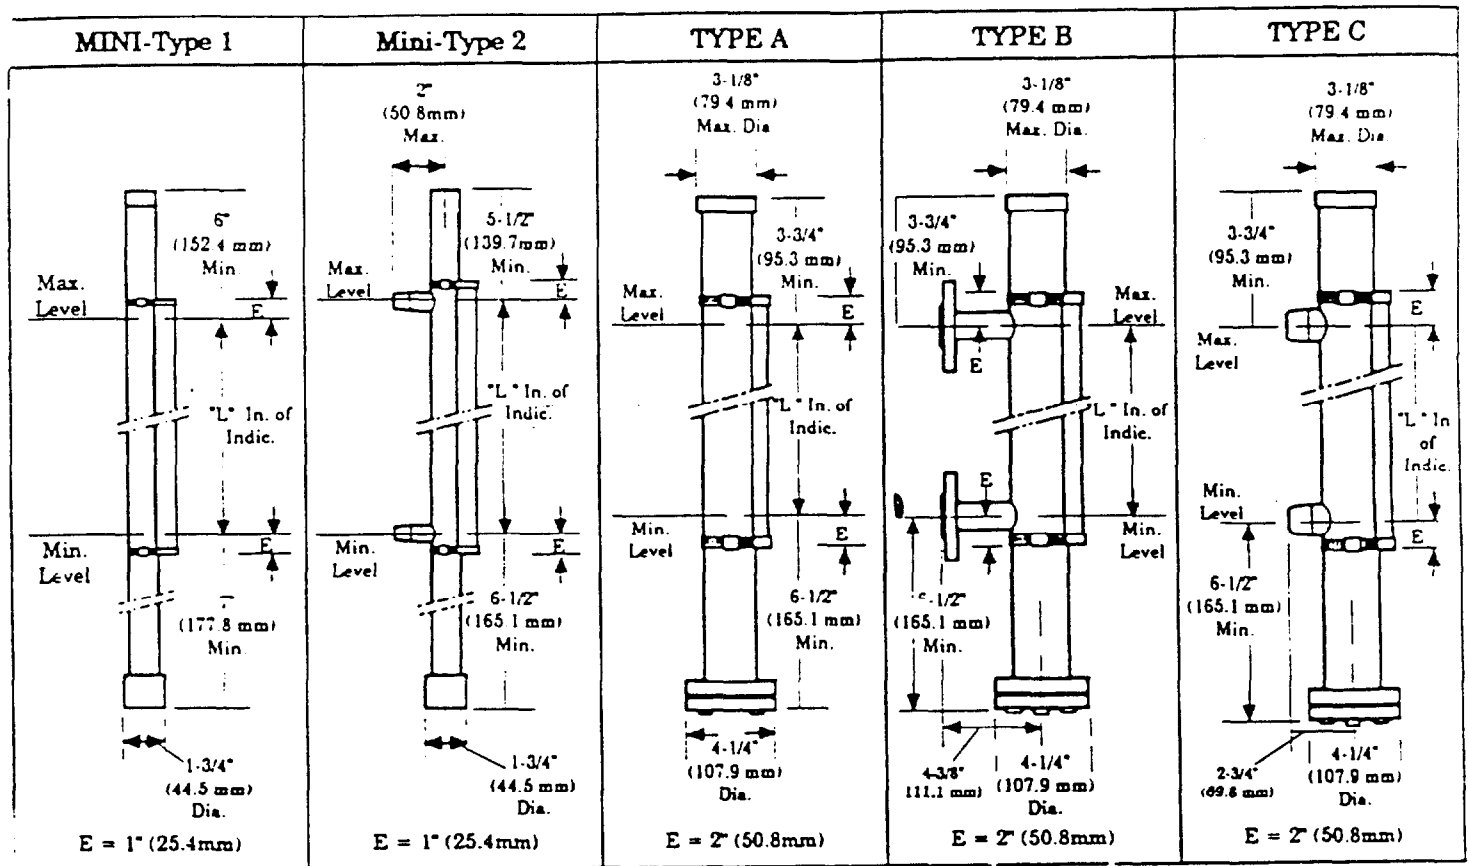 MINI-Type 1
6"
(152.4 mm)
Min.
Max.
Level
E
"L" In. of
Indic.
Min.
Level
E
(177.8 mm)
Min.
1-3/4"
(44.5 mm)
Dia.
E = 1" (25.4mm)
Mini-Type 2
2"
(50 8mm)
Max.
5-1/2"
(139.7mm)
Min.
Max.
Level
E
"L" In. of
Indic.
Min.
Level
E
6-1/2"
(165.1 mm)
Min.
1-3/4"
(44.5 mm)
Dia.
E = 1" (25.4mm)
TYPE A
3-1/8"
(79 4 mm)
Max. Dia
3-3/4"
(95.3 mm)
Min.
Max.
Level
E
"L" In. of
Indic.
Min.
Level
E
6-1/2"
(165.1 mm)
Min.
4-1/4"
(107.9 mm)
Dia.
E = 2" (50.8mm)
TYPE B
3-1/8"
(79.4 mm)
Max. Dia.
3-3/4"
(95.3 mm)
Min.
Max.
Level
E
"L" In. of
Indic.
E
Min.
Level
-1/2"
(165.1 mm)
Min.
4-3/8"
111.1 mm)
4-1/4"
(107.9 mm)
Dia.
E = 2" (50.8mm)
TYPE C
3-1/8"
(79.4 mm)
Max. Dia.
3-3/4"
(95.3 mm)
Min.
E
Max.
Level
"L" In
of
Indic.
Min.
Level
E
6-1/2"
(165.1 mm)
Min.
2-3/4"
(69.8 mm)
4-1/4"
(107.9 mm)
Dia.
E = 2" (50.8mm)